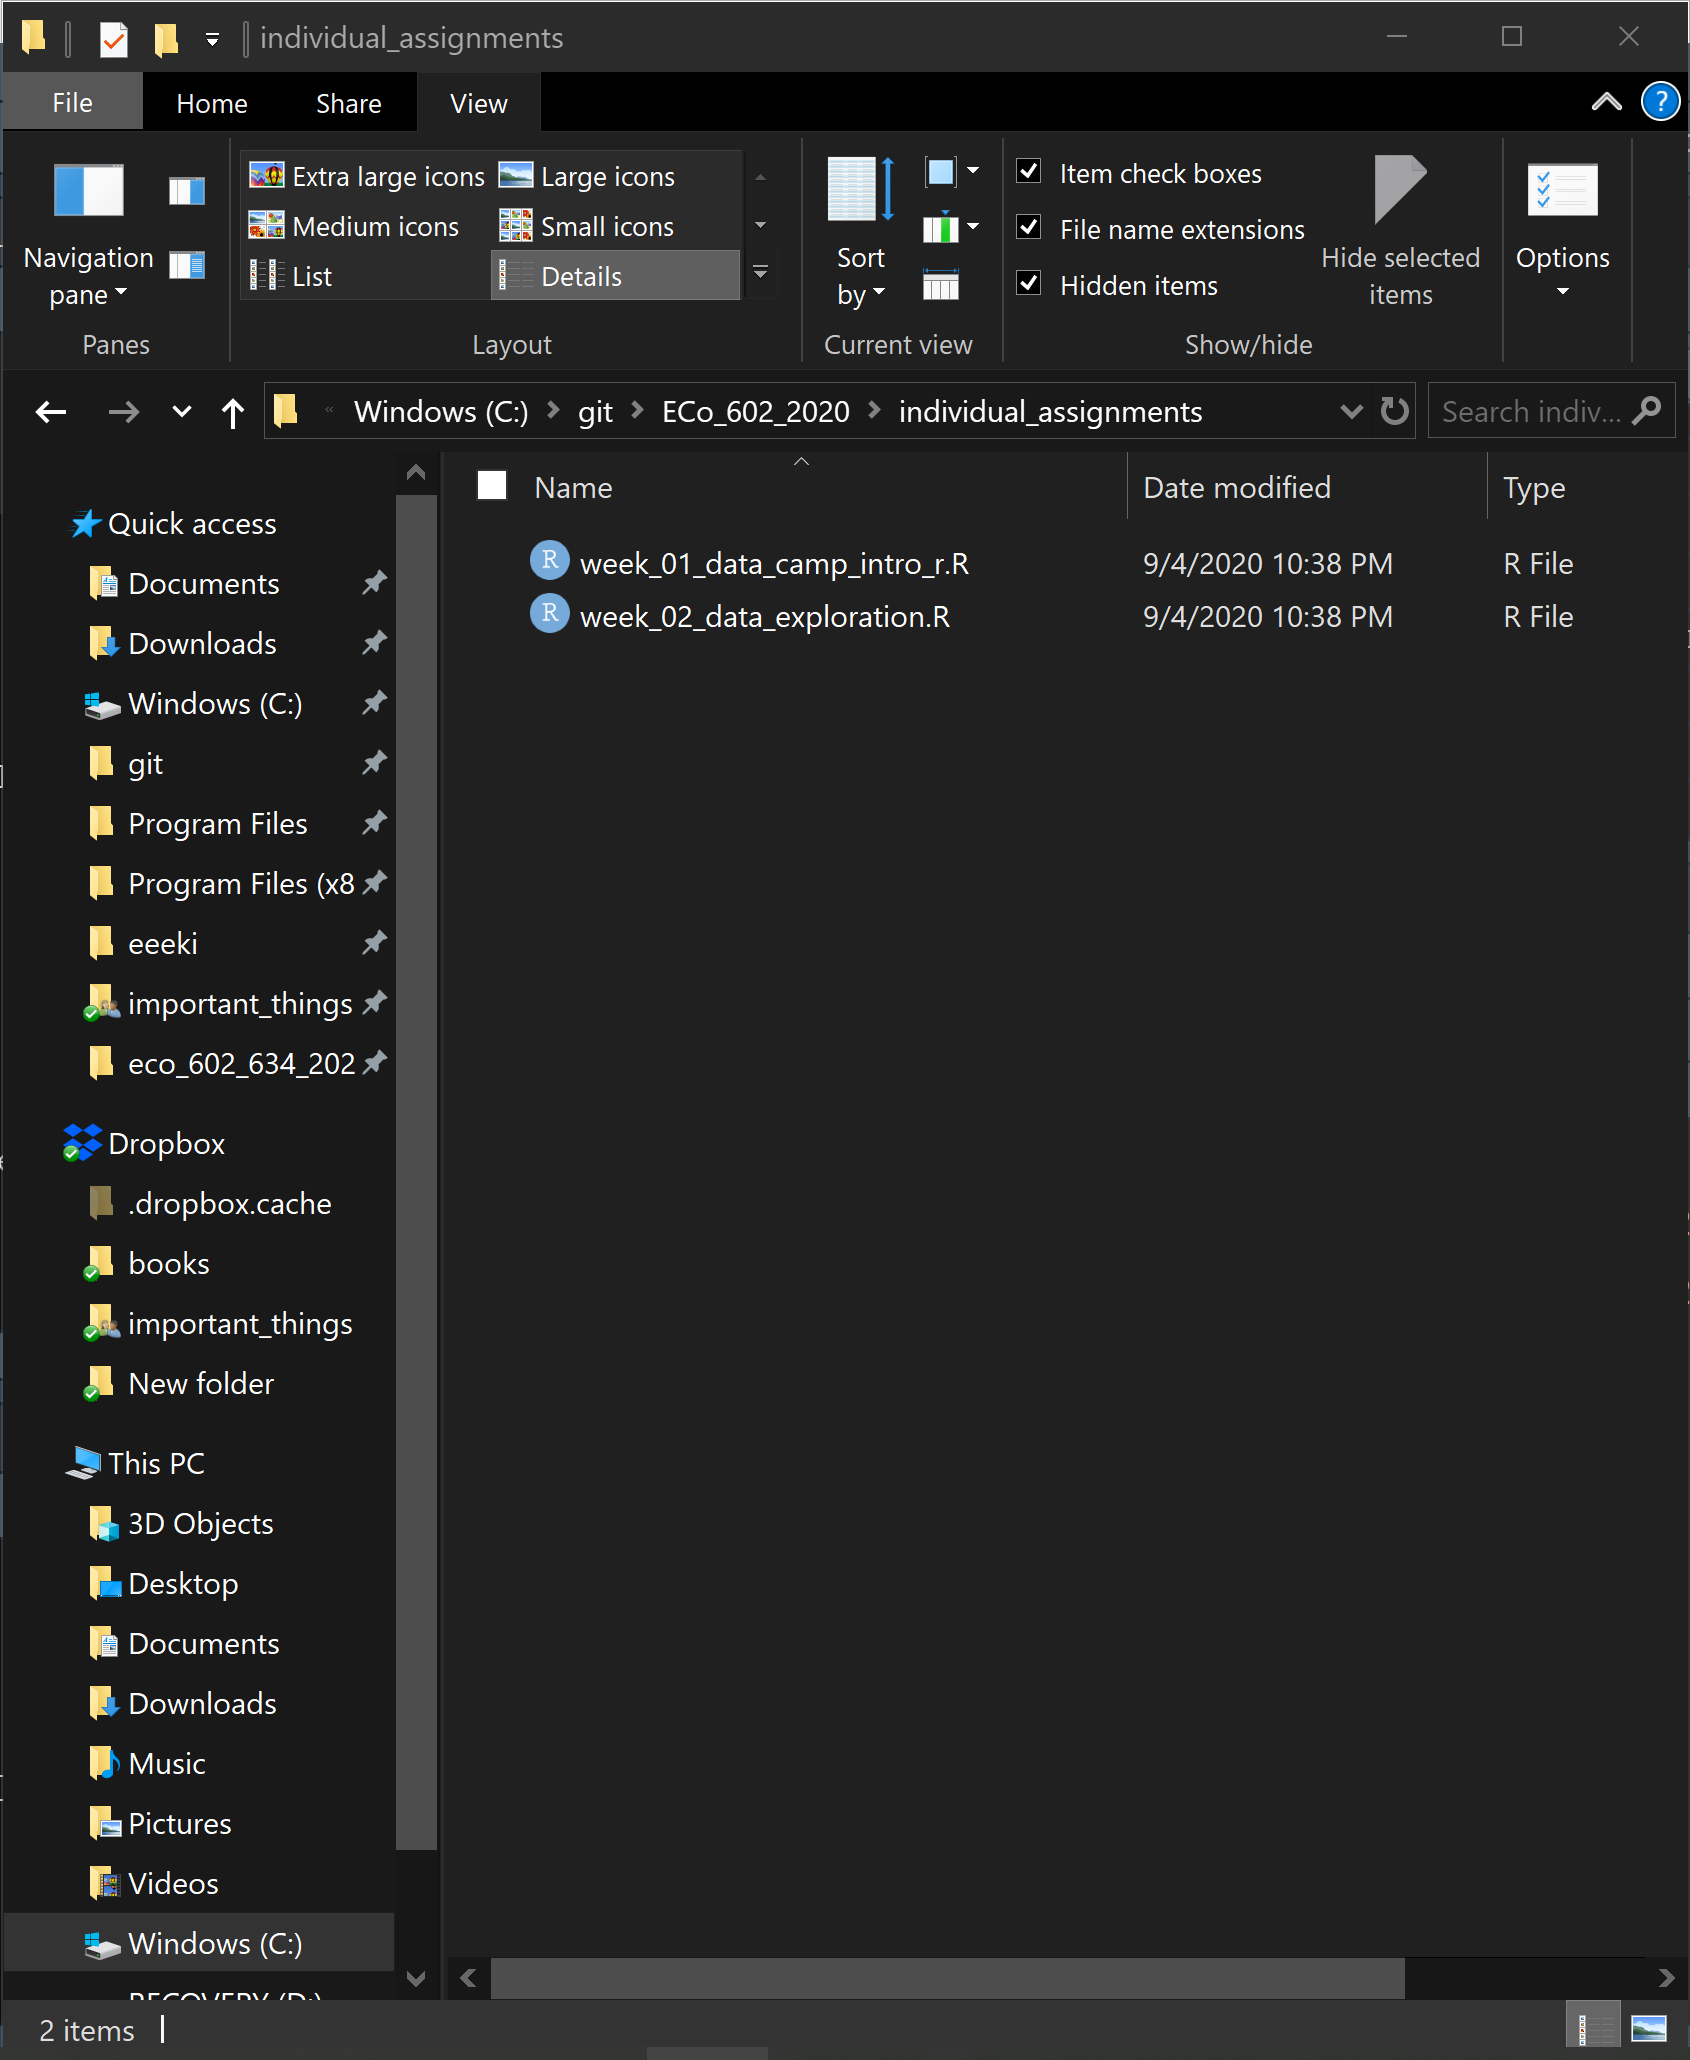 individual_assignments
File Home Share View
Extra large icons Large icons
Medium icons Small icons
List Details
Navigation pane
Sort by
Item check boxes
File name extensions
Hidden items
Hide selected items
Options
Panes Layout Current view Show/hide
Windows (C:) git ECo_602_2020 individual_assignments
Search indiv...
Name Date modified Type
week_01_data_camp_intro_r.R 9/4/2020 10:38 PM R File
week_02_data_exploration.R 9/4/2020 10:38 PM R File
Quick access
Documents
Downloads
Windows (C:)
git
Program Files
Program Files (x8
eeeki
important_things
eco_602_634_202
Dropbox
.dropbox.cache
books
important_things
New folder
This PC
3D Objects
Desktop
Documents
Downloads
Music
Pictures
Videos
Windows (C:)
RECOVERY (D:)
2 items